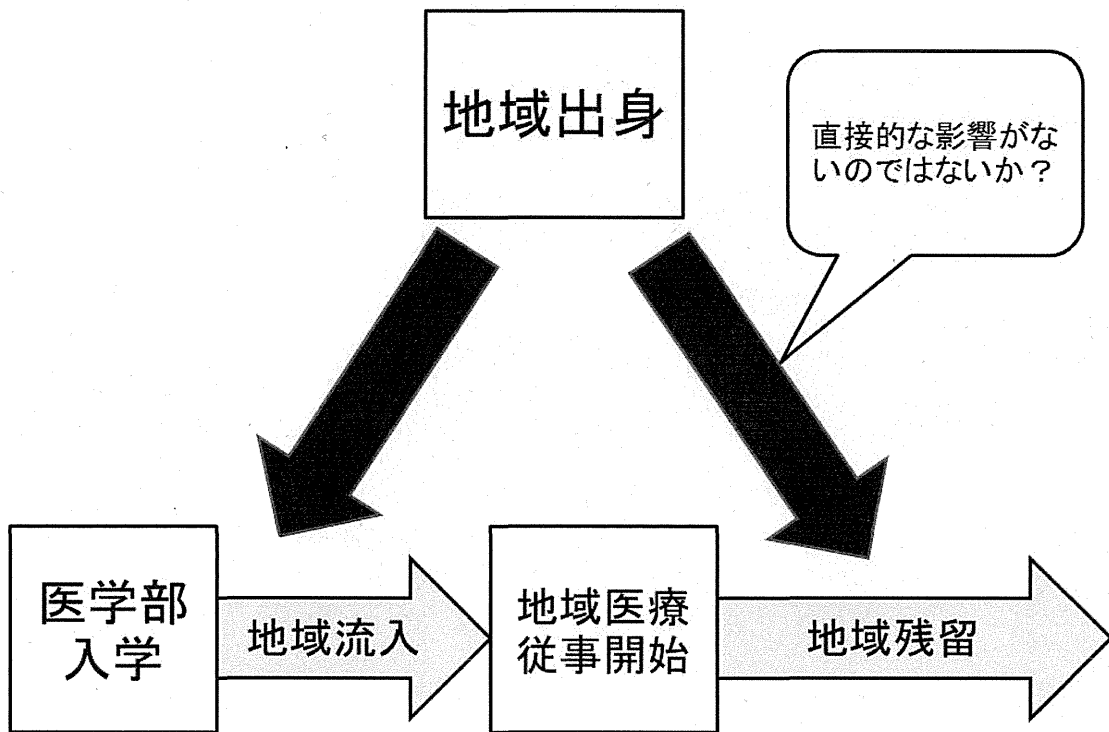 地域出身
直接的な影響がな
いのではないか？
医学部
入学
地域流入
地域医療
従事開始
地域残留